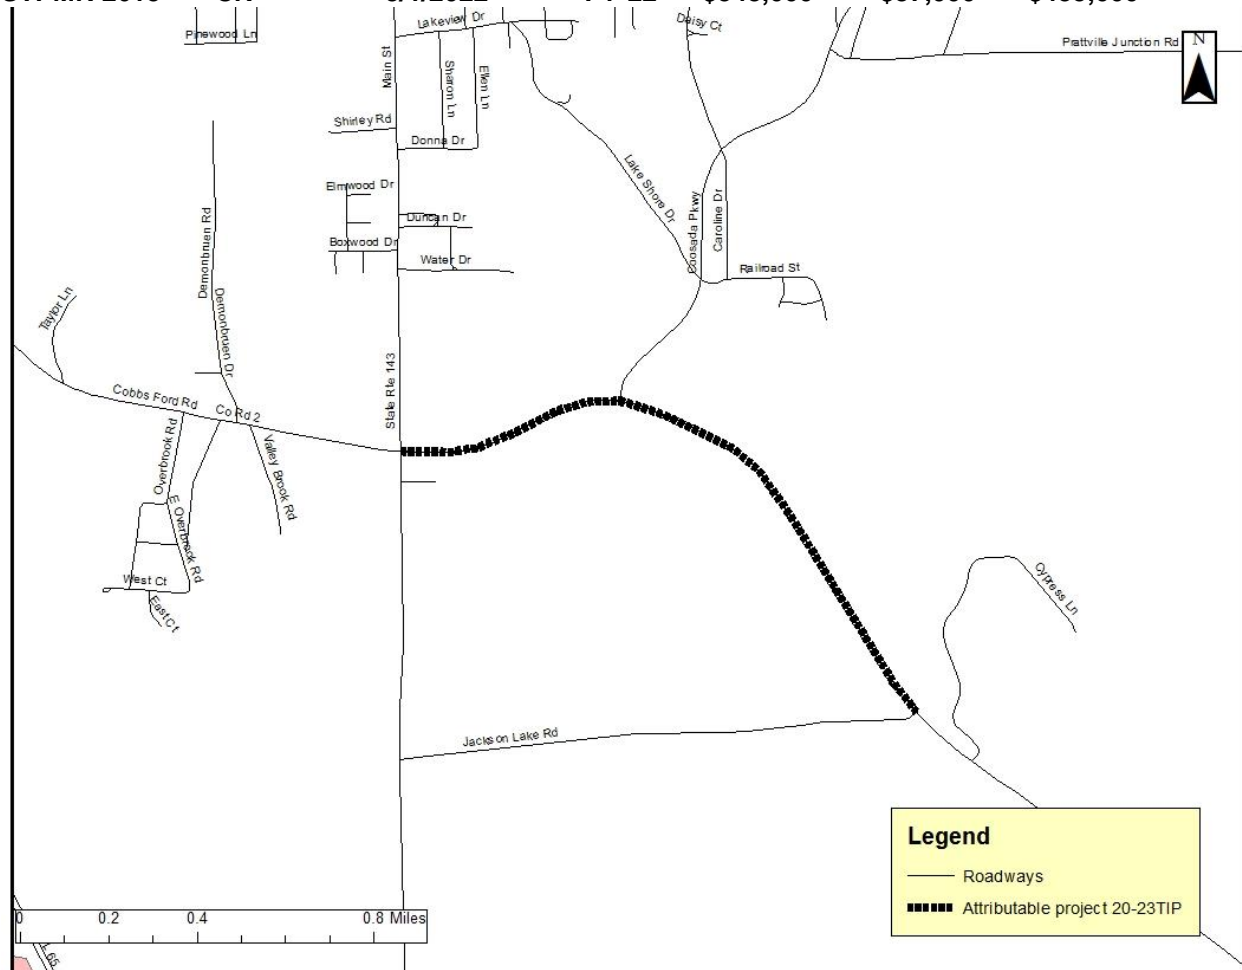 8/1/2022
Lakeview Dr
Daisy Ct
Pinewood Ln
Prattville Junction Rd
N
Main St
Sharon Ln
Ellen Ln
Shirley Rd
Donna Dr
Lake Shore Dr
Elmwood Dr
Duncan Dr
Coosada Pkwy
Caroline Dr
Demonbruen Rd
Boxwood Dr
Water Dr
Railroad St
Taylor Ln
Demonbruen Dr
State Rte 143
Cobbs Ford Rd
Co Rd 2
Overbrook Rd
Valley Brook Rd
E Overbrook Rd
West Ct
East Ct
Cypress Ln
Jackson Lake Rd
Legend
Roadways
Attributable project 20-23TIP
0 0.2 0.4 0.8 Miles
I-65